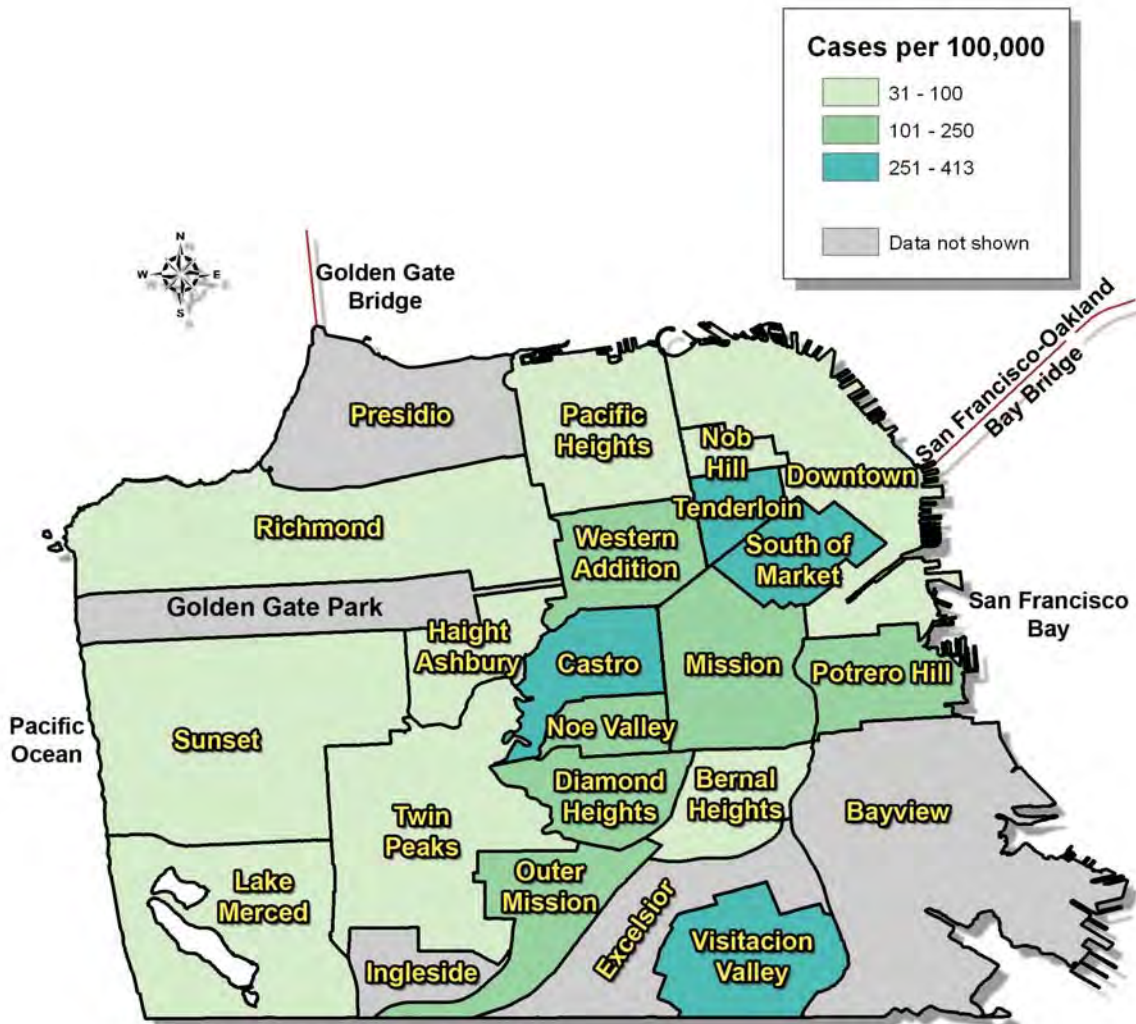 Cases per 100,000
31 - 100
101 - 250
251 - 413
Data not shown
N
W E
S
Golden Gate
Bridge
San Francisco-Oakland
Bay Bridge
Presidio
Pacific
Heights
Nob
Hill
Downtown
Tenderloin
Richmond
Western
Addition
South of
Market
Golden Gate Park
San Francisco
Bay
Haight
Ashbury
Castro
Mission
Potrero Hill
Pacific
Ocean
Sunset
Noe Valley
Diamond
Heights
Bernal
Heights
Bayview
Twin
Peaks
Lake
Merced
Outer
Mission
Excelsior
Visitacion
Valley
Ingleside